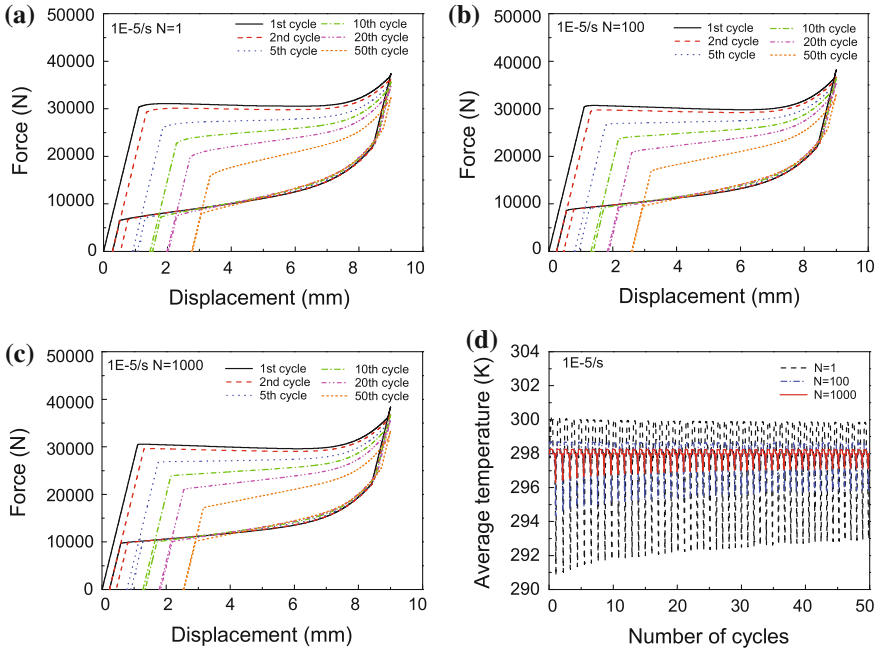 (a)
1E-5/s N=1
1st cycle
2nd cycle
5th cycle
10th cycle
20th cycle
50th cycle
50000
40000
30000
20000
10000
0
Force (N)
0 2 4 6 8 10
Displacement (mm)
(b)
1E-5/s N=100
1st cycle
2nd cycle
5th cycle
10th cycle
20th cycle
50th cycle
50000
40000
30000
20000
10000
0
Force (N)
0 2 4 6 8 10
Displacement (mm)
(c)
1E-5/s N=1000
1st cycle
2nd cycle
5th cycle
10th cycle
20th cycle
50th cycle
50000
40000
30000
20000
10000
0
Force (N)
0 2 4 6 8 10
Displacement (mm)
(d)
1E-5/s
N=1
N=100
N=1000
304
302
300
298
296
294
292
290
Average temperature (K)
0 10 20 30 40 50
Number of cycles